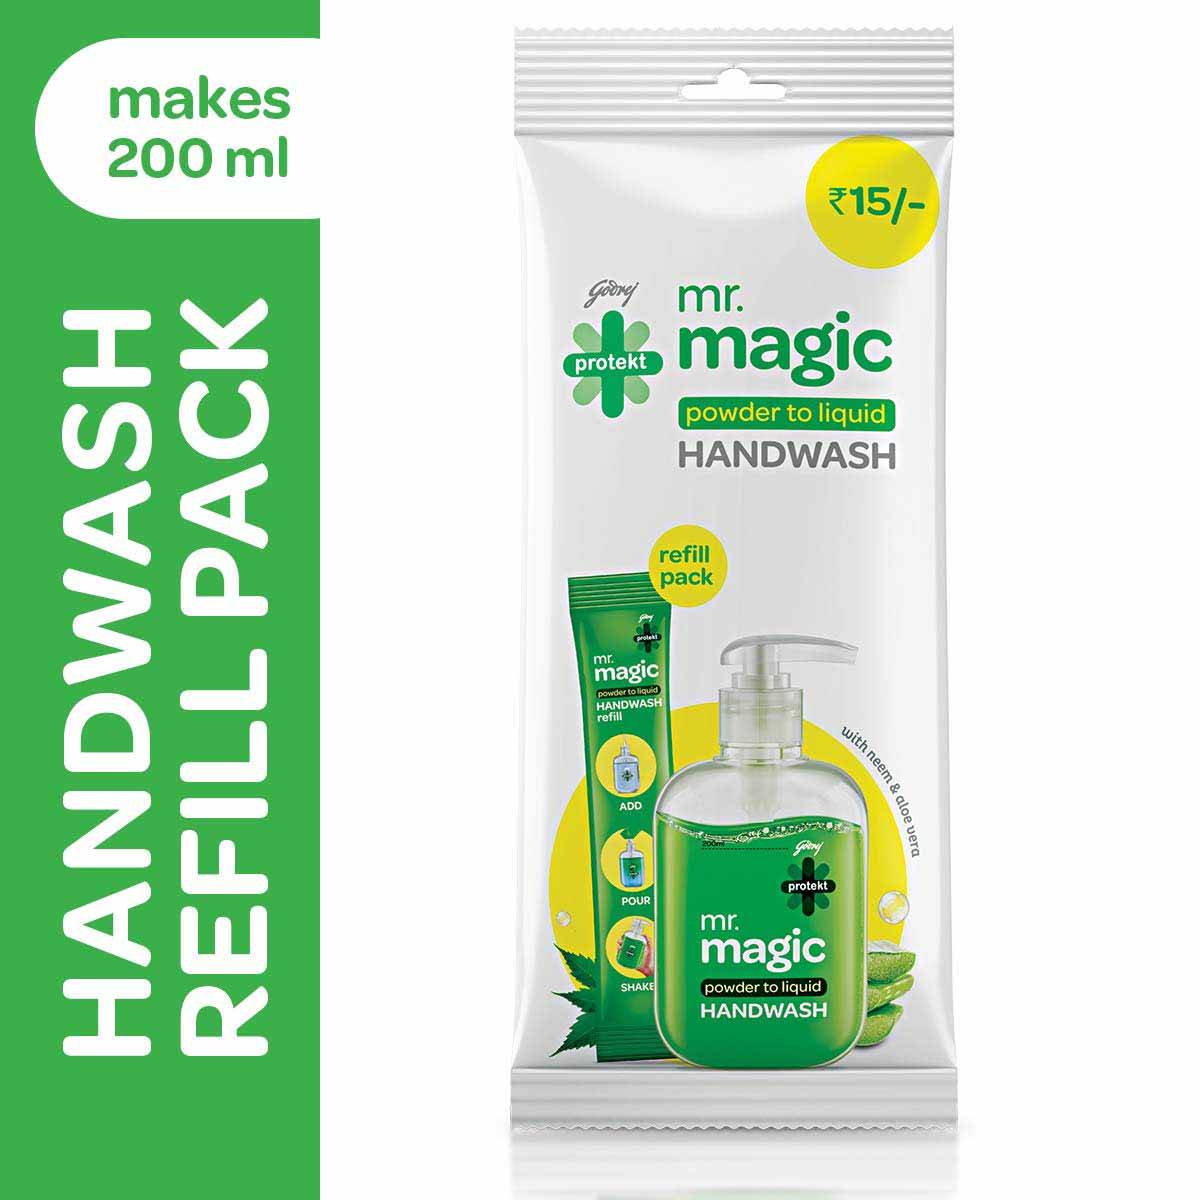 makes
200 ml
HANDWASH
REFILL PACK
₹15/-
Godrej
protekt
mr.
magic
powder to liquid
HANDWASH
refill
pack
Godrej
protekt
mr.
magic
powder to liquid
HANDWASH
refill
ADD
POUR
SHAKE
with neem & aloe vera
200ml
Godrej
protekt
mr.
magic
powder to liquid
HANDWASH